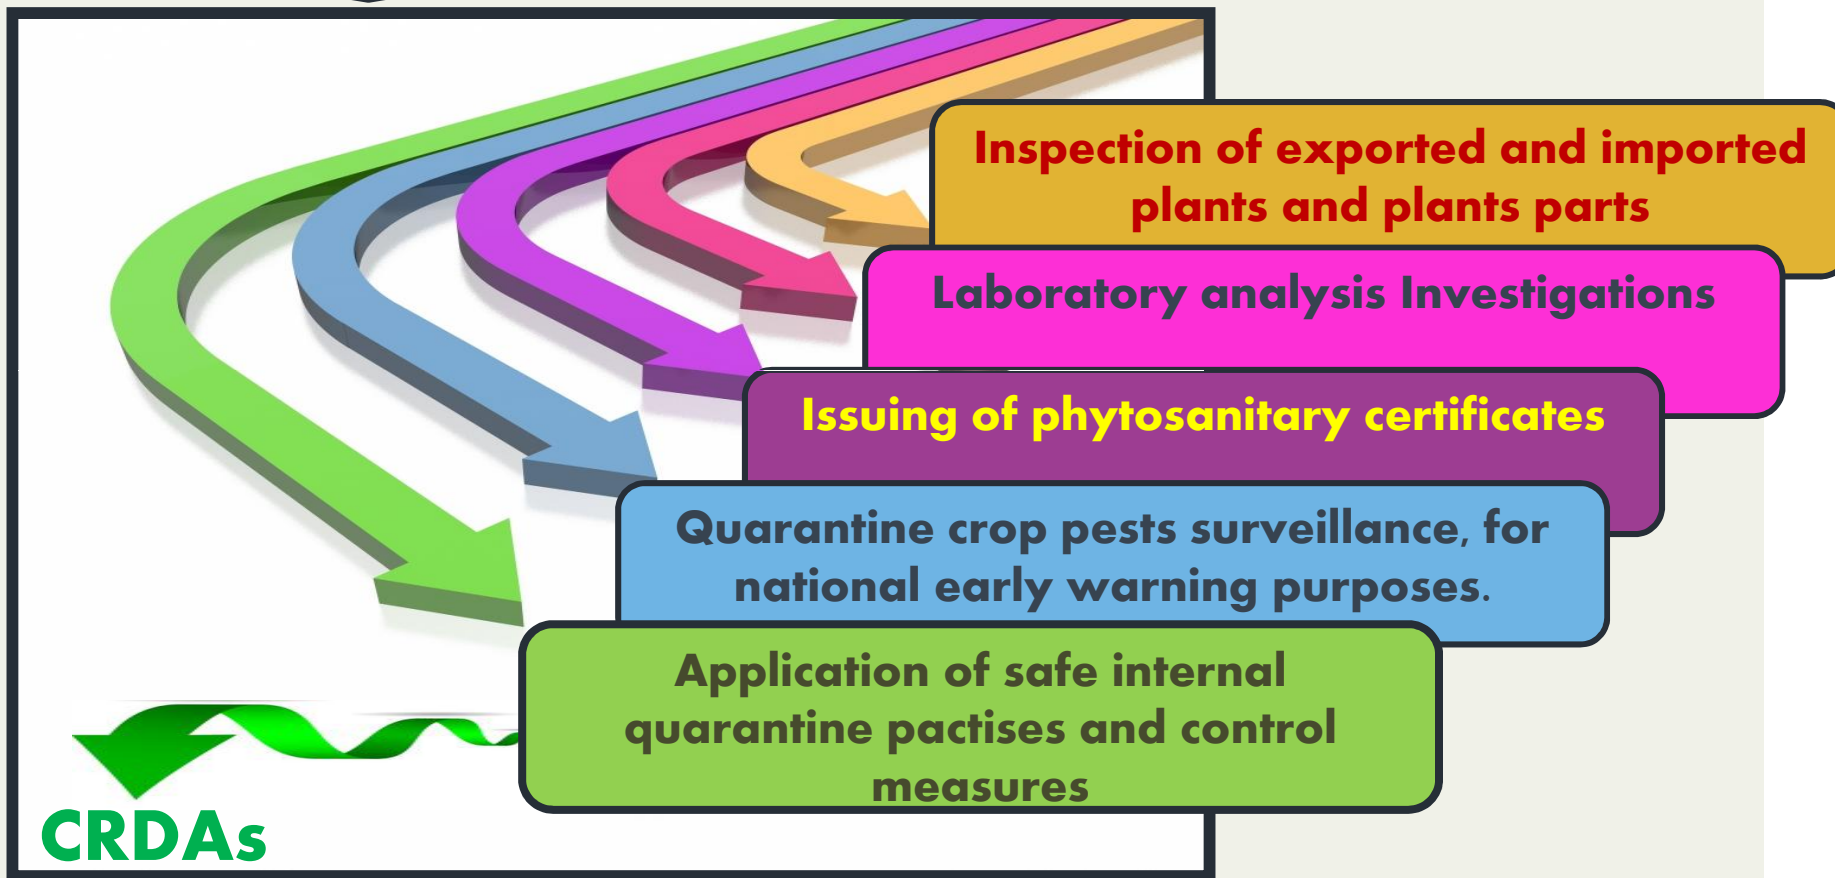 Inspection of exported and imported
plants and plants parts
Laboratory analysis Investigations
Issuing of phytosanitary certificates
Quarantine crop pests surveillance, for
national early warning purposes.
Application of safe internal
quarantine pactises and control
measures
CRDAs